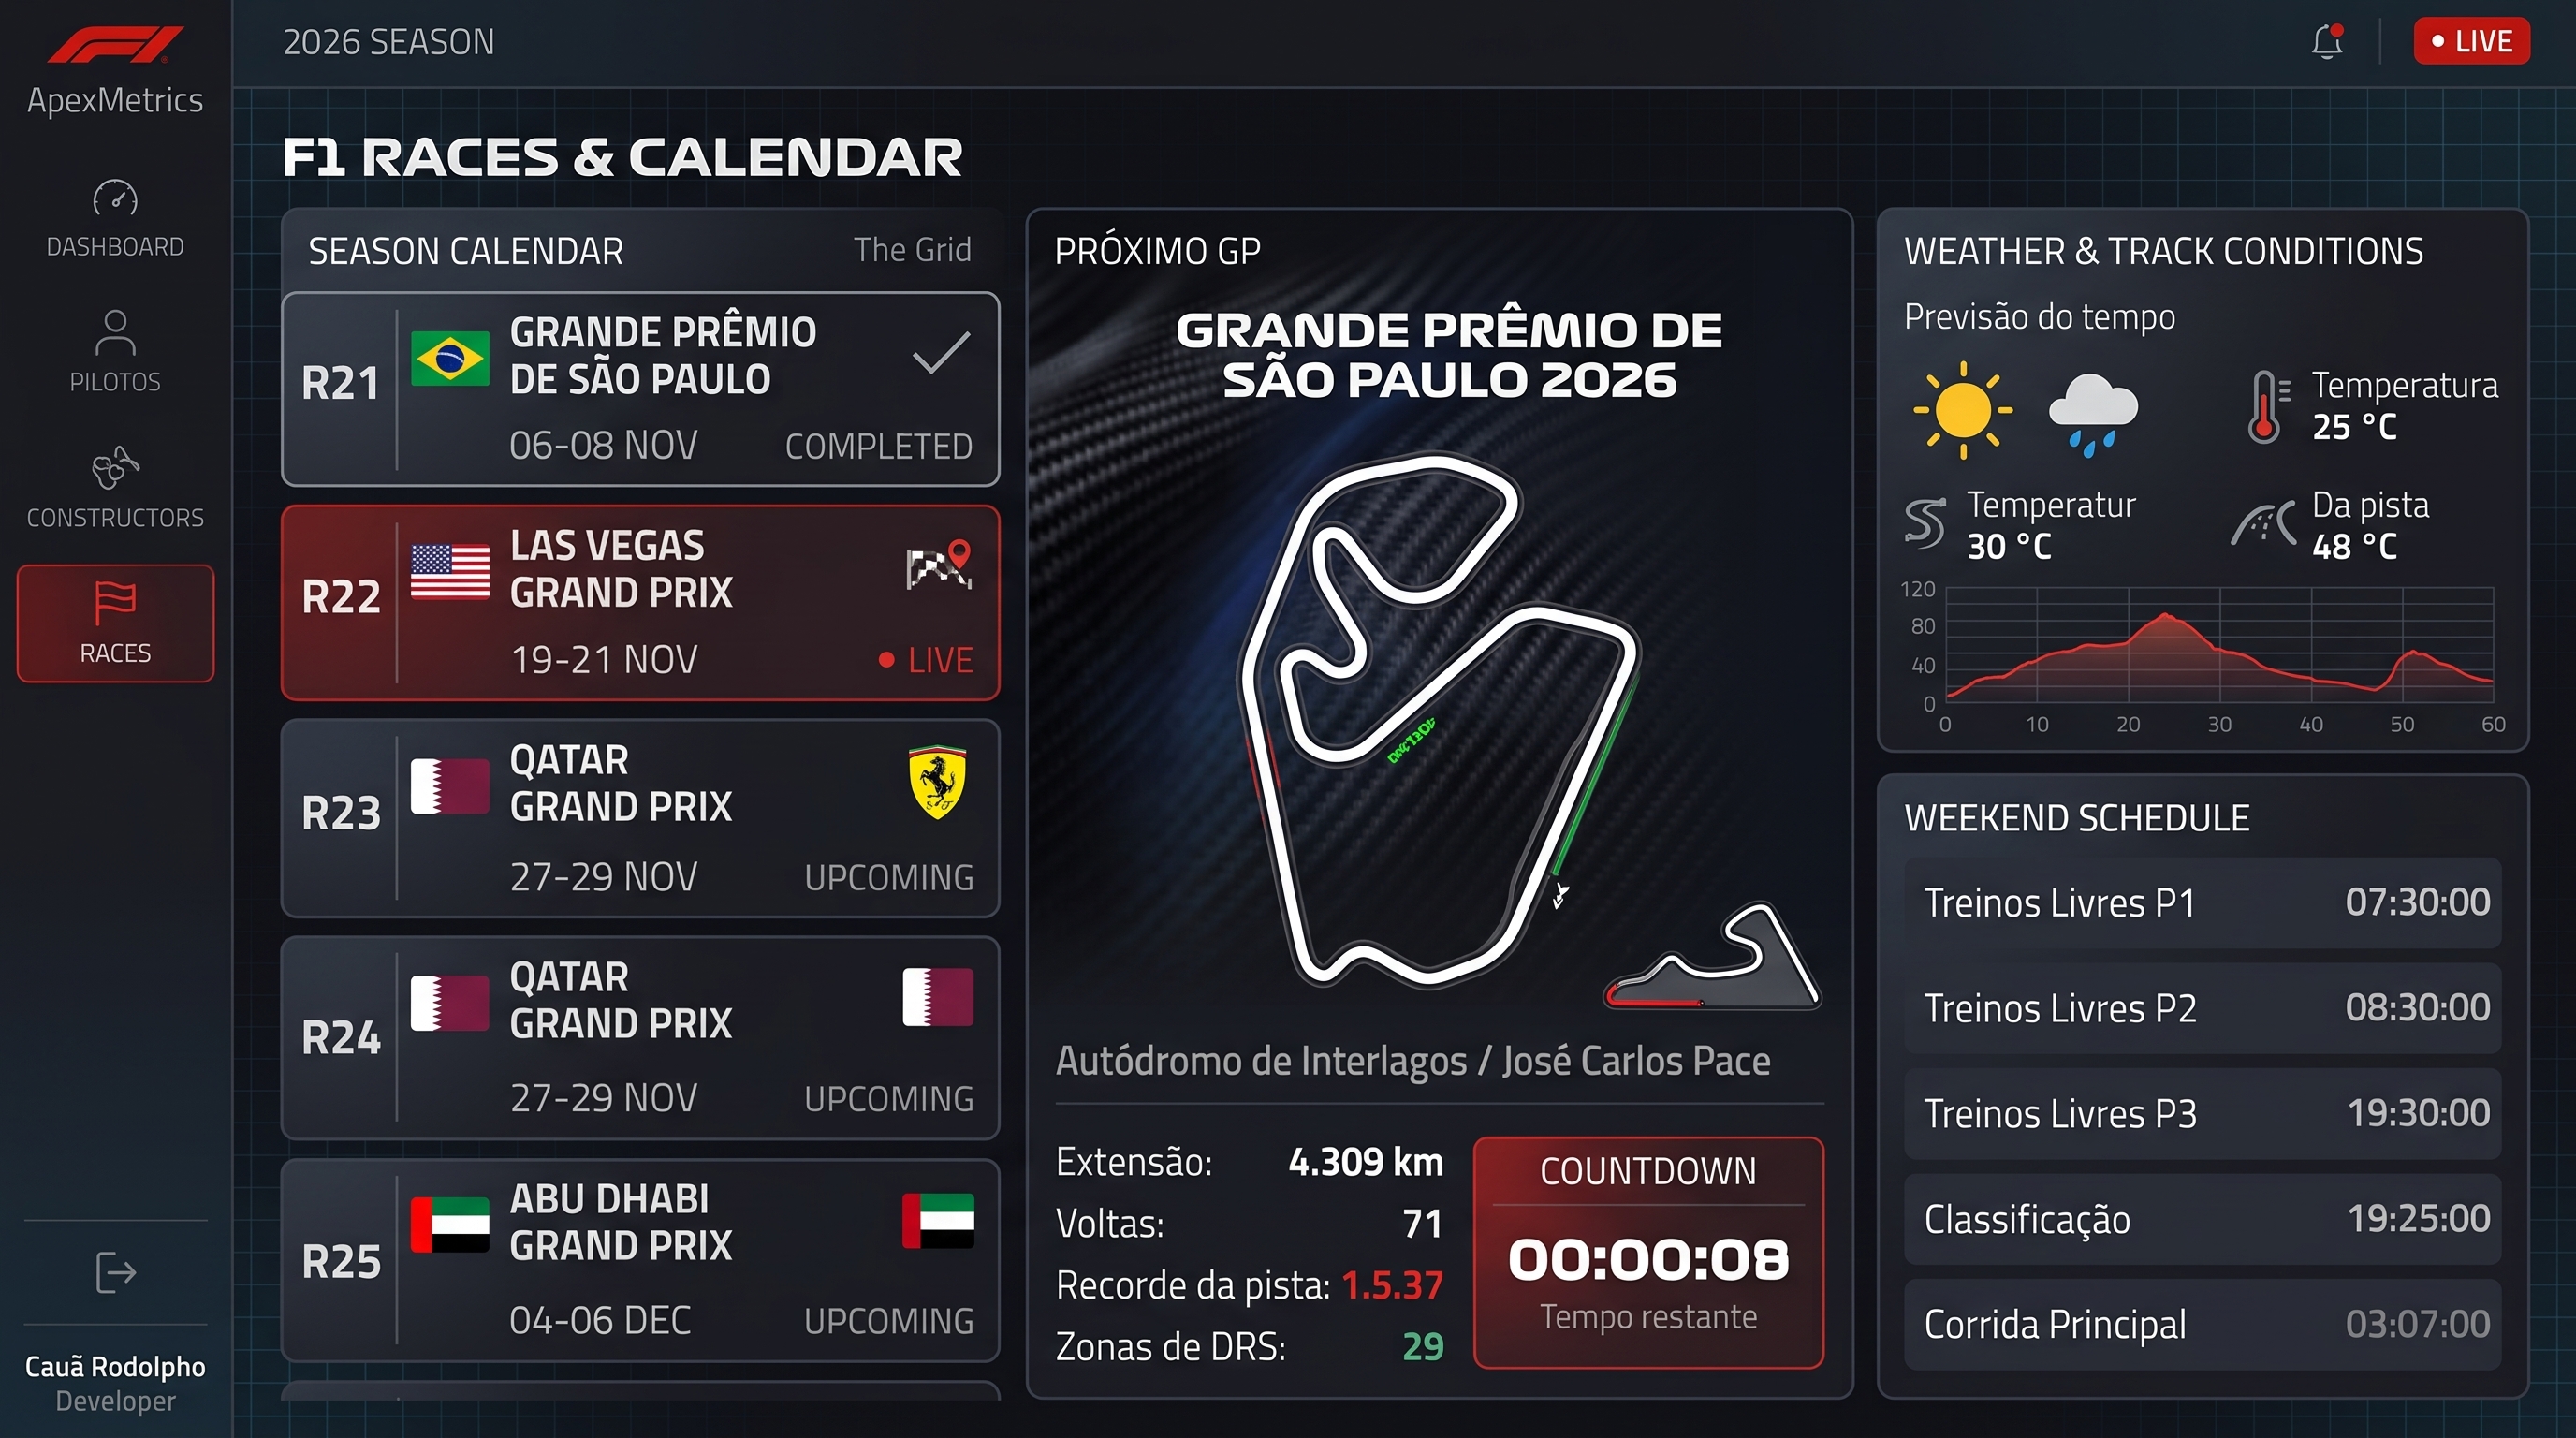 F1
ApexMetrics
DASHBOARD
PILOTOS
CONSTRUCTORS
RACES
Cauã Rodolpho
Developer
2026 SEASON
LIVE
F1 RACES & CALENDAR
SEASON CALENDAR
The Grid
R21
GRANDE PRÊMIO
DE SÃO PAULO
06-08 NOV
COMPLETED
R22
LAS VEGAS
GRAND PRIX
19-21 NOV
LIVE
R23
QATAR
GRAND PRIX
27-29 NOV
UPCOMING
R24
QATAR
GRAND PRIX
27-29 NOV
UPCOMING
R25
ABU DHABI
GRAND PRIX
04-06 DEC
UPCOMING
PRÓXIMO GP
GRANDE PRÊMIO DE
SÃO PAULO 2026
Autódromo de Interlagos / José Carlos Pace
Extensão: 4.309 km
Voltas: 71
Recorde da pista: 1.5.37
Zonas de DRS: 29
COUNTDOWN
00:00:08
Tempo restante
WEATHER & TRACK CONDITIONS
Previsão do tempo
Temperatura
25 °C
Temperatur
30 °C
Da pista
48 °C
120
80
40
0
0 10 20 30 40 50 60
WEEKEND SCHEDULE
Treinos Livres P1 07:30:00
Treinos Livres P2 08:30:00
Treinos Livres P3 19:30:00
Classificação 19:25:00
Corrida Principal 03:07:00